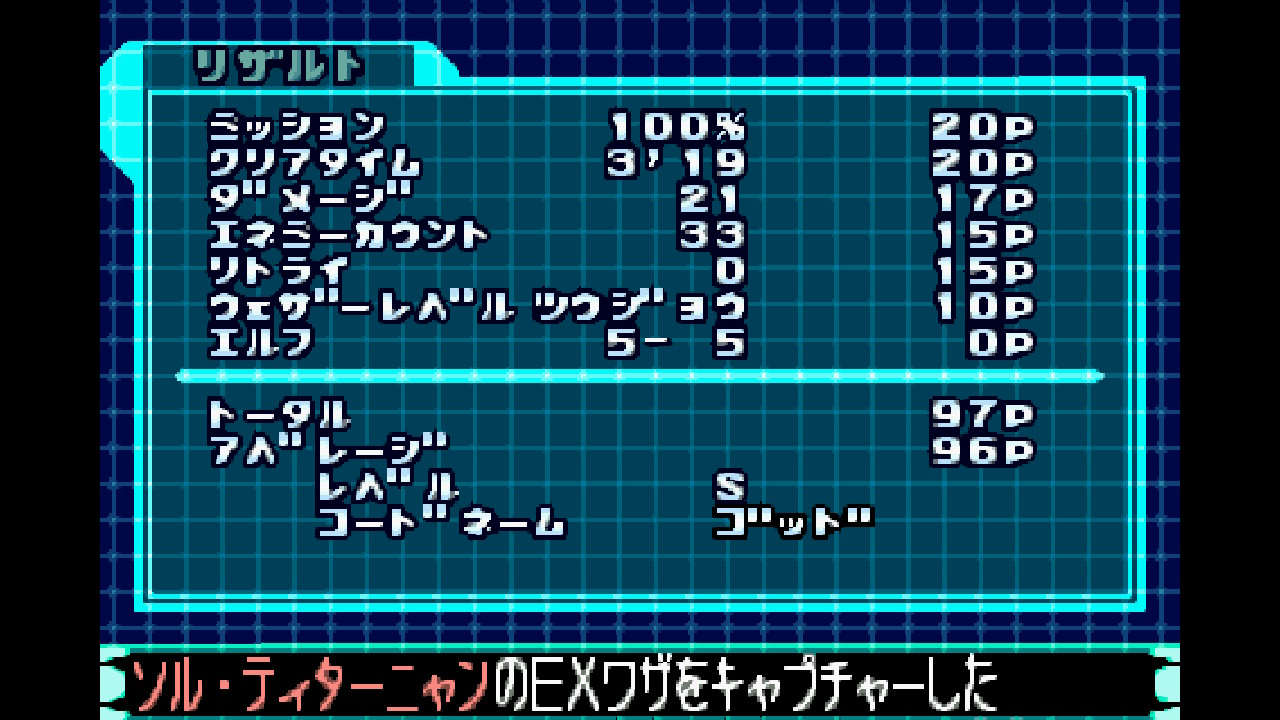 リザルト
ミッション 100% 20P
クリアタイム 3'19 20P
ダメージ 21 17P
エネミーカウント 33 15P
リトライ 0 15P
ウェザーレベル ツウジョウ 10P
エルフ 5- 5 0P
トータル 97P
アベレージ 96P
レベル S
コードネーム ゴッド
ソル・ティターニャンのEXワザをキャプチャーした